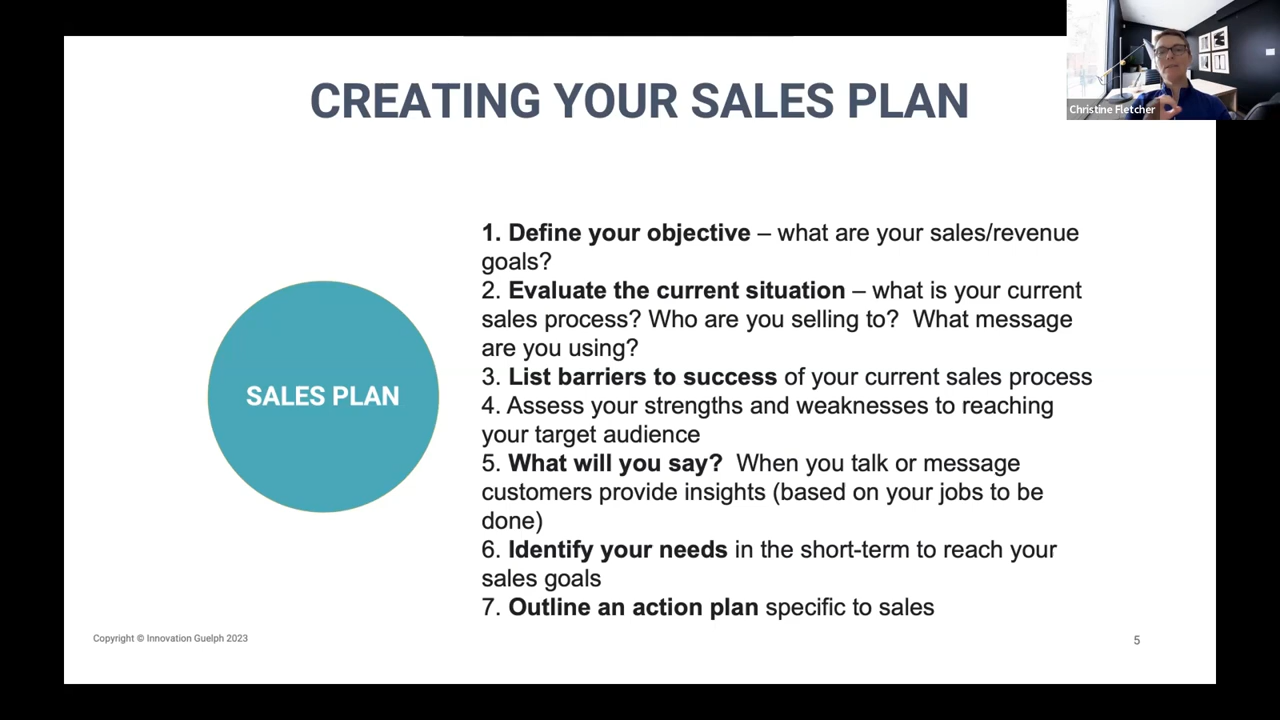 CREATING YOUR SALES PLAN
Christine Fletcher
SALES PLAN
1. Define your objective – what are your sales/revenue
goals?
2. Evaluate the current situation – what is your current
sales process? Who are you selling to?  What message
are you using?
3. List barriers to success of your current sales process
4. Assess your strengths and weaknesses to reaching
your target audience
5. What will you say?  When you talk or message
customers provide insights (based on your jobs to be
done)
6. Identify your needs in the short-term to reach your
sales goals
7. Outline an action plan specific to sales
Copyright © Innovation Guelph 2023
5